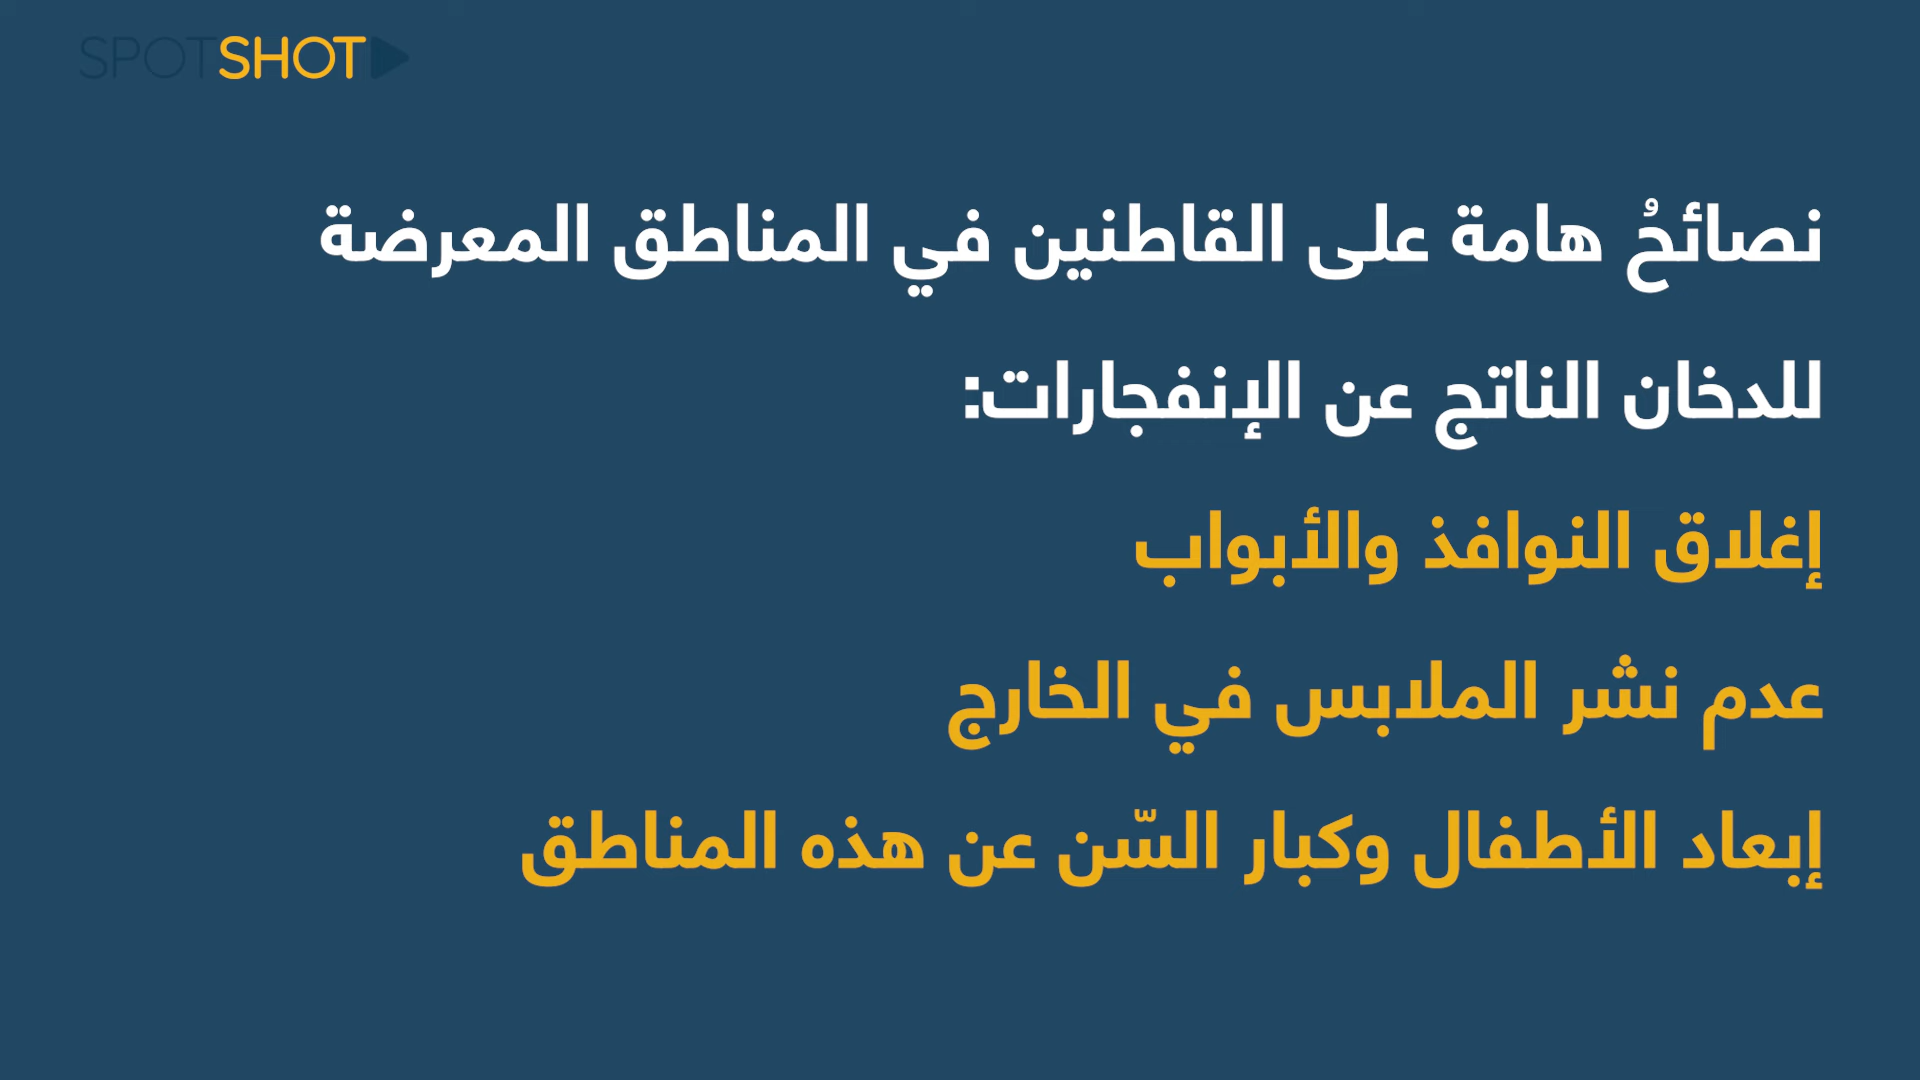 SPOTSHOT
نصائحُ هامة على القاطنين في المناطق المعرضة
للدخان الناتج عن الإنفجارات:
إغلاق النوافذ والأبواب
عدم نشر الملابس في الخارج
إبعاد الأطفال وكبار السّن عن هذه المناطق